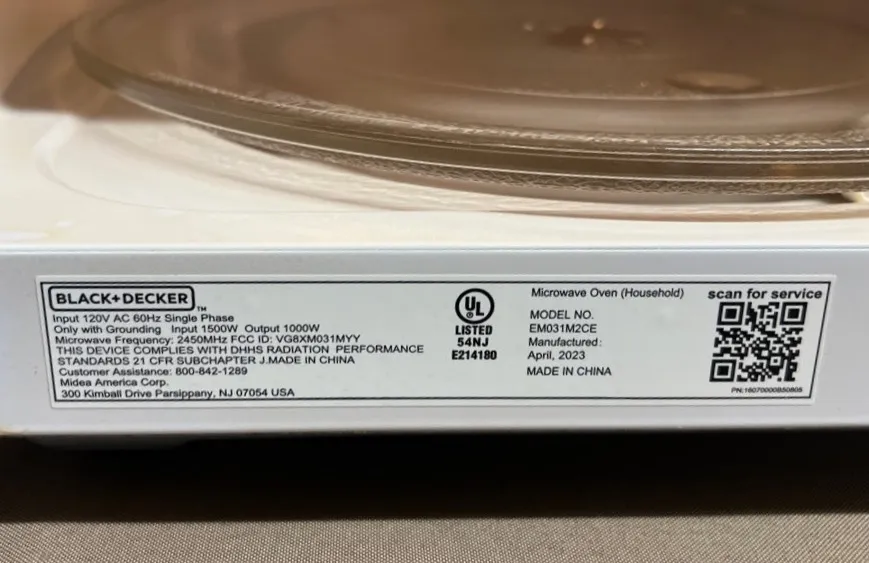 BLACK+DECKER™
Input 120V AC 60Hz Single Phase
Only with Grounding Input 1500W Output 1000W
Microwave Frequency: 2450MHz FCC ID: VG8XM031MYY
THIS DEVICE COMPLIES WITH DHHS RADIATION PERFORMANCE
STANDARDS 21 CFR SUBCHAPTER J.MADE IN CHINA
Customer Assistance: 800-842-1289
Midea America Corp.
300 Kimball Drive Parsippany, NJ 07054 USA
UL
LISTED
54NJ
E214180
Microwave Oven (Household)
MODEL NO.
EM031M2CE
Manufactured:
April, 2023
MADE IN CHINA
scan for service
PN:16070000B50805